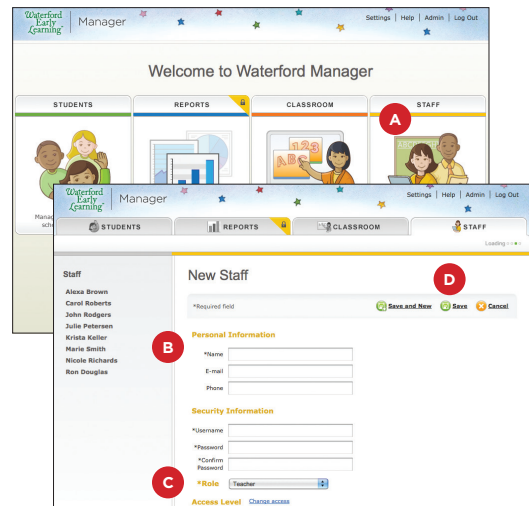 Waterford
Early
Learning
Manager
Settings | Help | Admin | Log Out
Welcome to Waterford Manager
STUDENTS
REPORTS
CLASSROOM
STAFF
A
ABC
123
ABC
Waterford
Early
Learning
Manager
Settings | Help | Admin | Log Out
STUDENTS
REPORTS
CLASSROOM
STAFF
Loading
Staff
Alexa Brown
Carol Roberts
John Rodgers
Julie Petersen
Krista Keller
Marie Smith
Nicole Richards
Ron Douglas
New Staff
D
*Required field
Save and New
Save
Cancel
B
Personal Information
*Name
E-mail
Phone
Security Information
*Username
*Password
*Confirm
Password
C
*Role
Teacher
Access Level
Change access